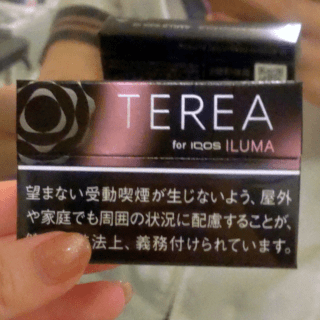 TEREA
for IQOS ILUMA
望まない受動喫煙が生じないよう、屋外
や家庭でも周囲の状況に配慮することが、
法上、義務付けられています。